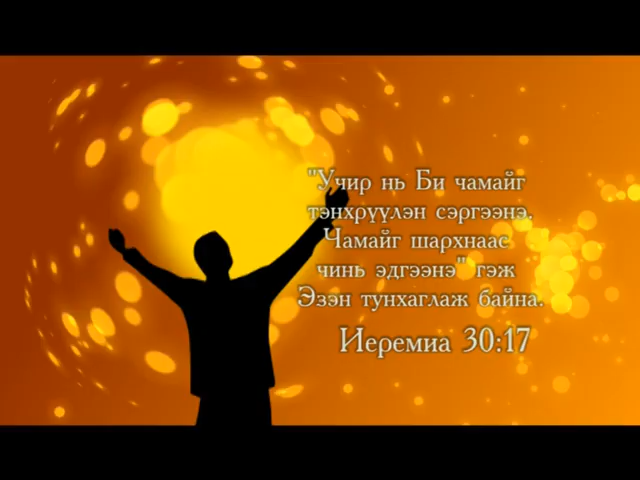 "Учир нь Би чамайг
тэнхрүүлэн сэргээнэ.
Чамайг шархнаас
чинь эдгээнэ" гэж
Эзэн тунхаглаж байна.
Иеремиа 30:17